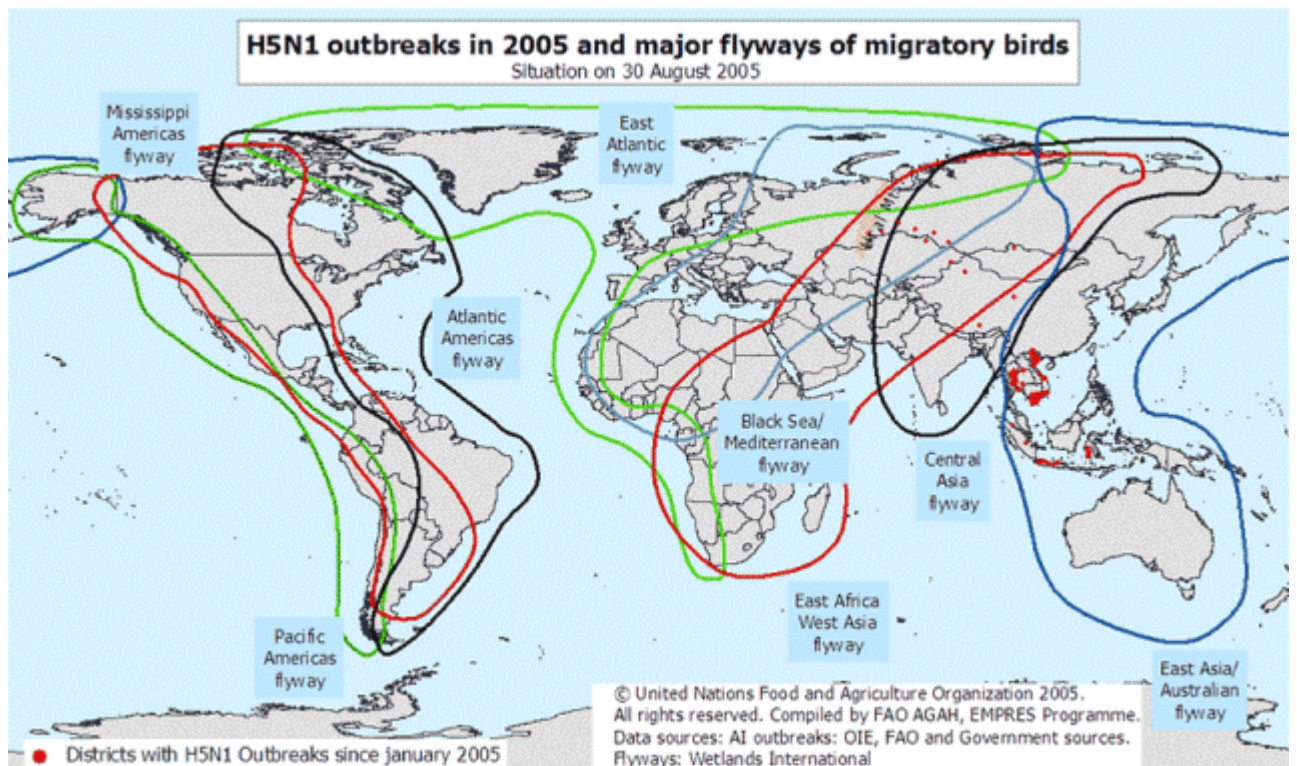 H5N1 outbreaks in 2005 and major flyways of migratory birds
Situation on 30 August 2005
Mississippi
Americas
flyway
East
Atlantic
flyway
Atlantic
Americas
flyway
Black Sea/
Mediterranean
flyway
Central
Asia
flyway
East Africa
West Asia
flyway
Pacific
Americas
flyway
East Asia/
Australian
flyway
© United Nations Food and Agriculture Organization 2005.
All rights reserved. Compiled by FAO AGAH, EMPRES Programme.
Data sources: AI outbreaks: OIE, FAO and Government sources.
Flyways: Wetlands International
Districts with H5N1 Outbreaks since january 2005